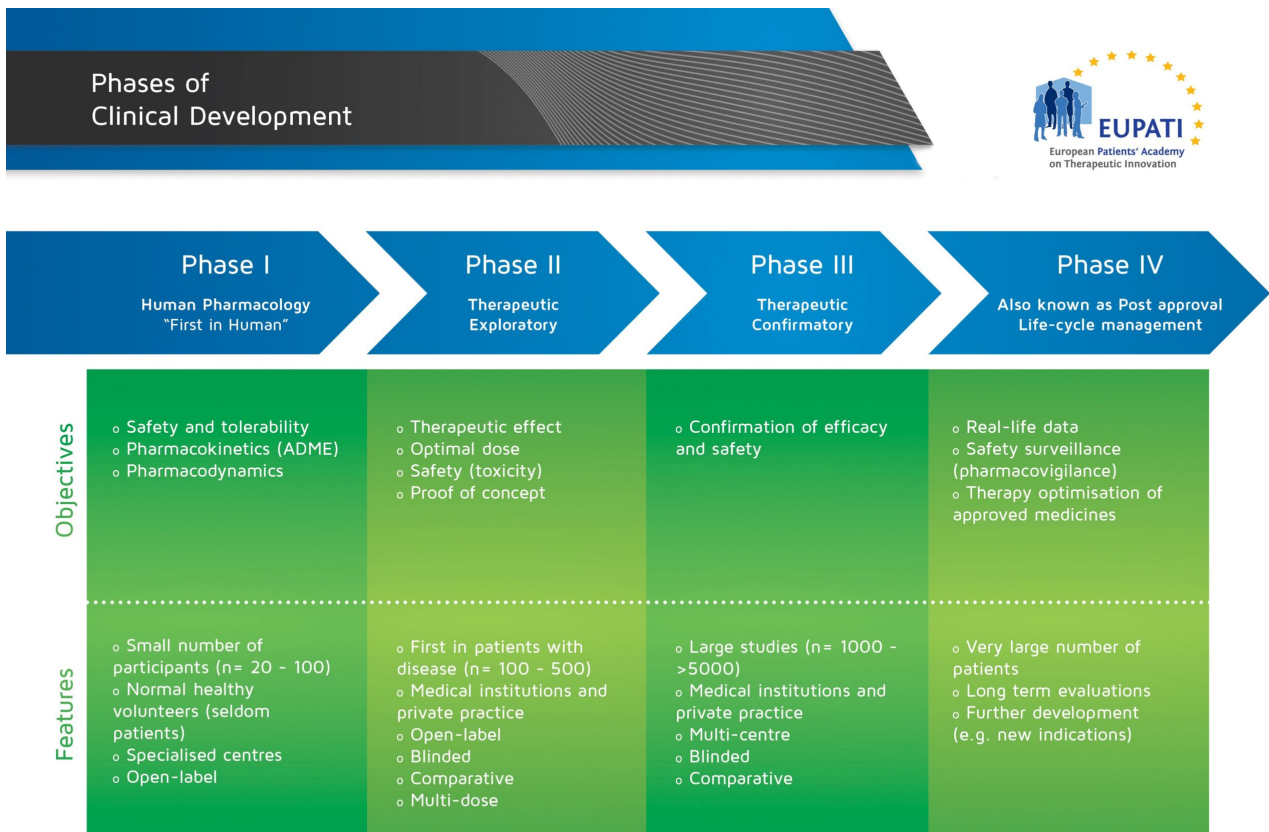 Phases of
Clinical Development
EUPATI
European Patients' Academy
on Therapeutic Innovation
Phase I
Human Pharmacology
“First in Human”
Phase II
Therapeutic
Exploratory
Phase III
Therapeutic
Confirmatory
Phase IV
Also known as Post approval
Life-cycle management
Objectives
o Safety and tolerability
o Pharmacokinetics (ADME)
o Pharmacodynamics
o Therapeutic effect
o Optimal dose
o Safety (toxicity)
o Proof of concept
o Confirmation of efficacy
and safety
o Real-life data
o Safety surveillance
(pharmacovigilance)
o Therapy optimisation of
approved medicines
Features
o Small number of
participants (n= 20 - 100)
o Normal healthy
volunteers (seldom
patients)
o Specialised centres
o Open-label
o First in patients with
disease (n= 100 - 500)
o Medical institutions and
private practice
o Open-label
o Blinded
o Comparative
o Multi-dose
o Large studies (n= 1000 -
>5000)
o Medical institutions and
private practice
o Multi-centre
o Blinded
o Comparative
o Very large number of
patients
o Long term evaluations
o Further development
(e.g. new indications)